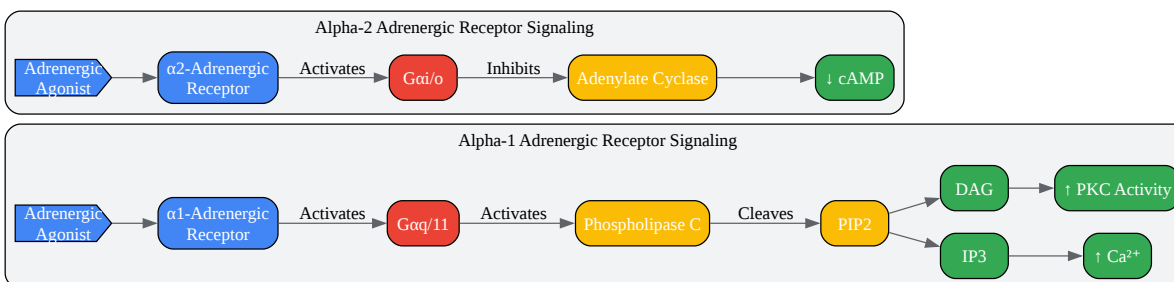 Alpha-2 Adrenergic Receptor Signaling
Adrenergic
Agonist
α2-Adrenergic
Receptor
Activates
Gαi/o
Inhibits
Adenylate Cyclase
↓ cAMP
Alpha-1 Adrenergic Receptor Signaling
Adrenergic
Agonist
α1-Adrenergic
Receptor
Activates
Gαq/11
Activates
Phospholipase C
Cleaves
PIP2
DAG
↑ PKC Activity
IP3
↑ Ca²⁺